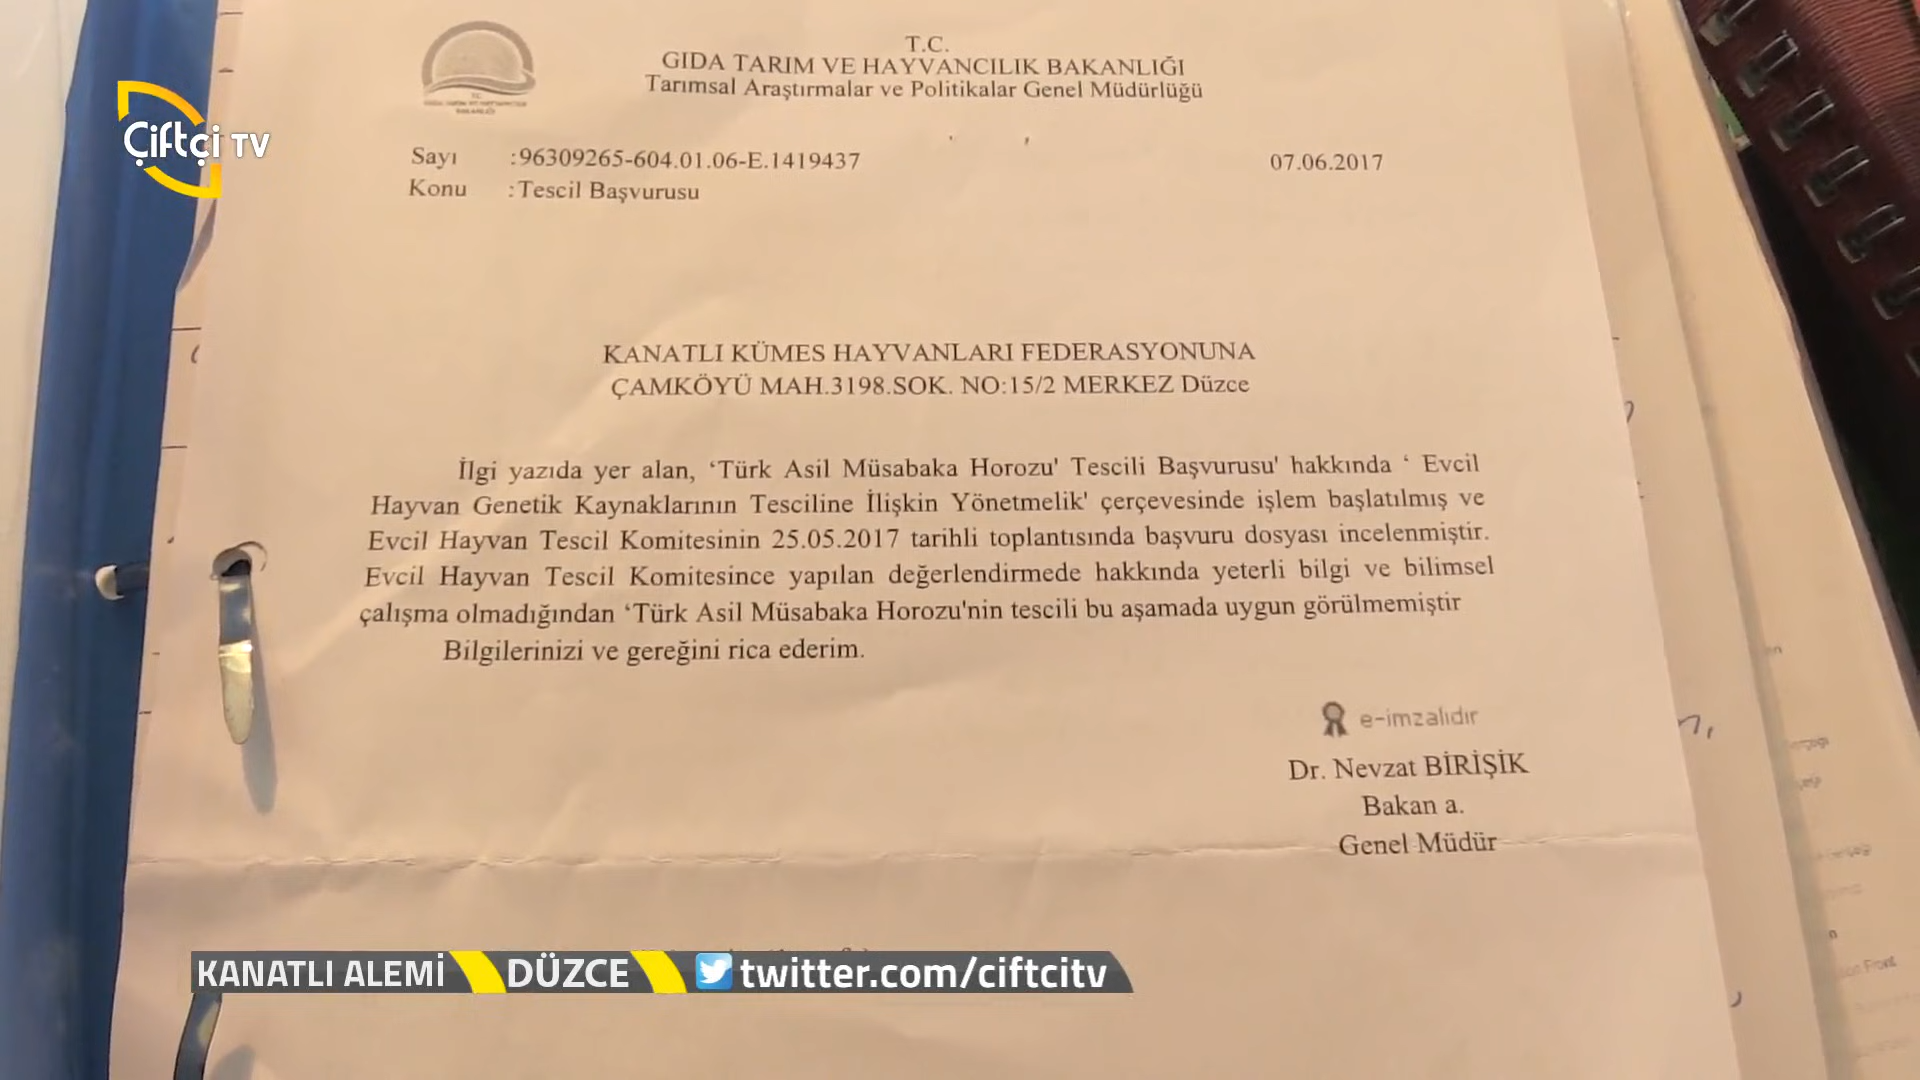 T.C.
GIDA TARIM VE HAYVANCILIK BAKANLIĞI
Tarımsal Araştırmalar ve Politikalar Genel Müdürlüğü
Çiftçi TV
Sayı :96309265-604.01.06-E.1419437 07.06.2017
Konu :Tescil Başvurusu
KANATLI KÜMES HAYVANLARI FEDERASYONUNA
ÇAMKÖYÜ MAH.3198.SOK. NO:15/2 MERKEZ Düzce
İlgi yazıda yer alan, ‘Türk Asil Müsabaka Horozu' Tescili Başvurusu' hakkında ‘ Evcil
Hayvan Genetik Kaynaklarının Tesciline İlişkin Yönetmelik' çerçevesinde işlem başlatılmış ve
Evcil Hayvan Tescil Komitesinin 25.05.2017 tarihli toplantısında başvuru dosyası incelenmiştir.
Evcil Hayvan Tescil Komitesince yapılan değerlendirmede hakkında yeterli bilgi ve bilimsel
çalışma olmadığından ‘Türk Asil Müsabaka Horozu'nin tescili bu aşamada uygun görülmemiştir
Bilgilerinizi ve gereğini rica ederim.
e-imzalıdır
Dr. Nevzat BİRİŞİK
Bakan a.
Genel Müdür
KANATLI ALEMİ DÜZCE twitter.com/ciftcitv